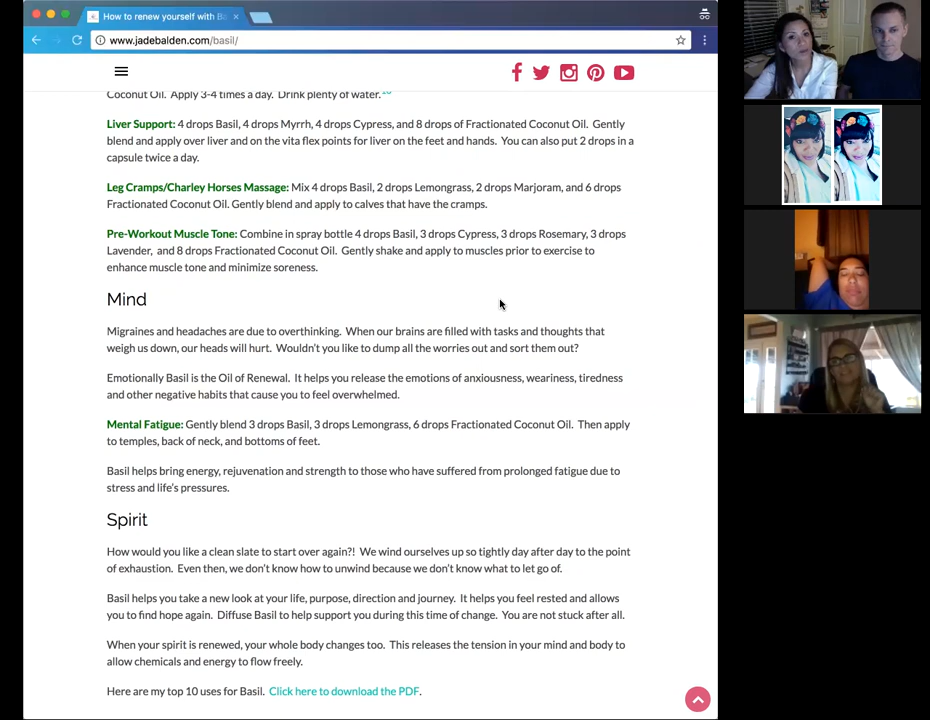 How to renew yourself with Ba
www.jadebalden.com/basil/
Coconut Oil.  Apply 3-4 times a day.  Drink plenty of water.
Liver Support: 4 drops Basil, 4 drops Myrrh, 4 drops Cypress, and 8 drops of Fractionated Coconut Oil.  Gently
blend and apply over liver and on the vita flex points for liver on the feet and hands.  You can also put 2 drops in a
capsule twice a day.
Leg Cramps/Charley Horses Massage: Mix 4 drops Basil, 2 drops Lemongrass, 2 drops Marjoram, and 6 drops
Fractionated Coconut Oil. Gently blend and apply to calves that have the cramps.
Pre-Workout Muscle Tone: Combine in spray bottle 4 drops Basil, 3 drops Cypress, 3 drops Rosemary, 3 drops
Lavender,  and 8 drops Fractionated Coconut Oil.  Gently shake and apply to muscles prior to exercise to
enhance muscle tone and minimize soreness.
Mind
Migraines and headaches are due to overthinking.  When our brains are filled with tasks and thoughts that
weigh us down, our heads will hurt.  Wouldn't you like to dump all the worries out and sort them out?
Emotionally Basil is the Oil of Renewal.  It helps you release the emotions of anxiousness, weariness, tiredness
and other negative habits that cause you to feel overwhelmed.
Mental Fatigue: Gently blend 3 drops Basil, 3 drops Lemongrass, 6 drops Fractionated Coconut Oil.  Then apply
to temples, back of neck, and bottoms of feet.
Basil helps bring energy, rejuvenation and strength to those who have suffered from prolonged fatigue due to
stress and life's pressures.
Spirit
How would you like a clean slate to start over again?!  We wind ourselves up so tightly day after day to the point
of exhaustion.  Even then, we don't know how to unwind because we don't know what to let go of.
Basil helps you take a new look at your life, purpose, direction and journey.  It helps you feel rested and allows
you to find hope again.  Diffuse Basil to help support you during this time of change.  You are not stuck after all.
When your spirit is renewed, your whole body changes too.  This releases the tension in your mind and body to
allow chemicals and energy to flow freely.
Here are my top 10 uses for Basil.  Click here to download the PDF.